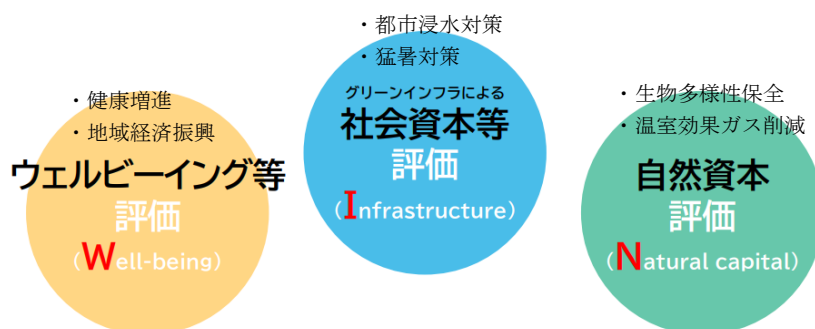 ・健康増進
・地域経済振興
ウェルビーイング等
評価
(Well-being)
・都市浸水対策
・猛暑対策
グリーンインフラによる
社会資本等
評価
(Infrastructure)
・生物多様性保全
・温室効果ガス削減
自然資本
評価
(Natural capital)